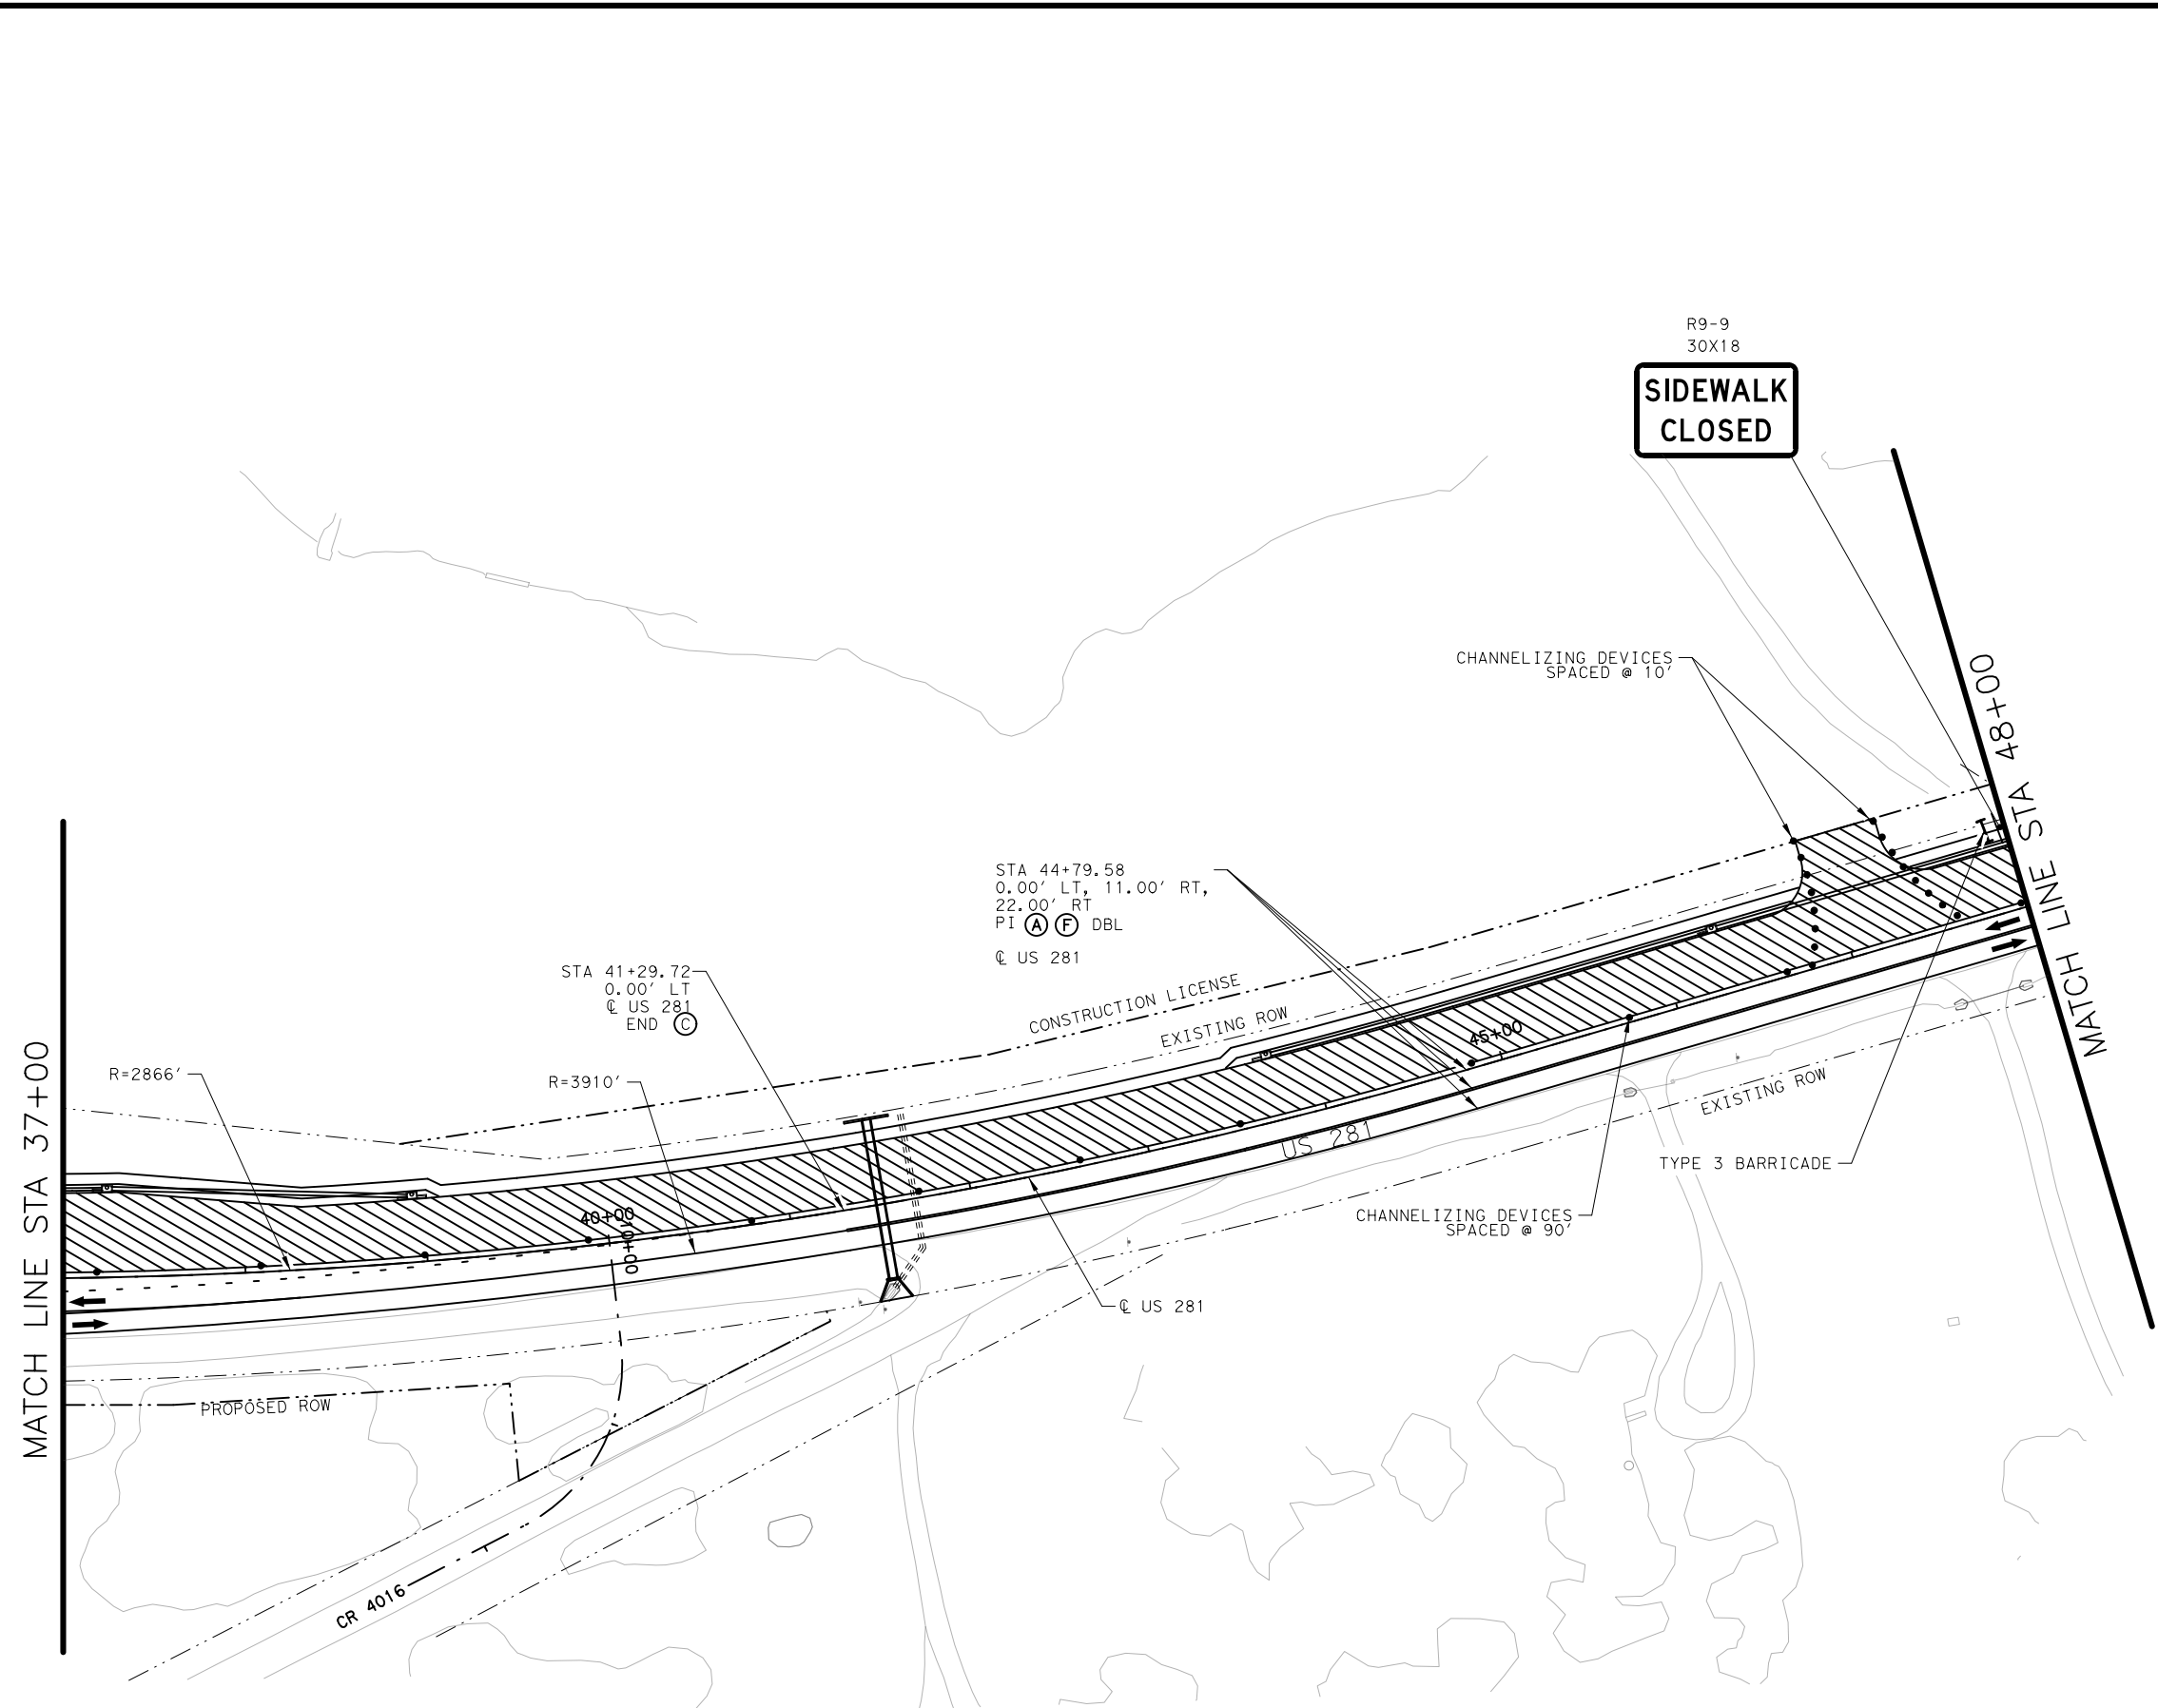 R9-9
30X18
SIDEWALK
CLOSED
CHANNELIZING DEVICES
SPACED @ 10'
MATCH LINE STA 48+00
STA 44+79.58
0.00' LT, 11.00' RT,
22.00' RT
PI A F DBL
℄ US 281
STA 41+29.72
0.00' LT
℄ US 281
END C
CONSTRUCTION LICENSE
EXISTING ROW
45+00
R=2866'
R=3910'
MATCH LINE STA 37+00
EXISTING ROW
US 281
TYPE 3 BARRICADE
40+00
10+00
CHANNELIZING DEVICES
SPACED @ 90'
℄ US 281
PROPOSED ROW
CR 4016